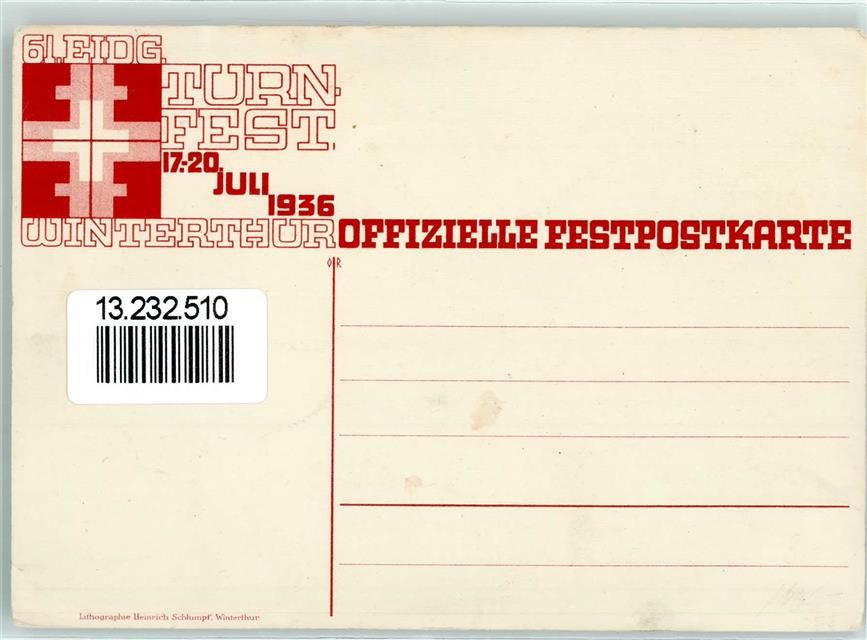 61. EIDG.
TURN-
FEST.
17.-20.
JULI
1936
WINTERTHUR OFFIZIELLE FESTPOSTKARTE
13.232.510
Lithographie Heinrich Schlumpf, Winterthur